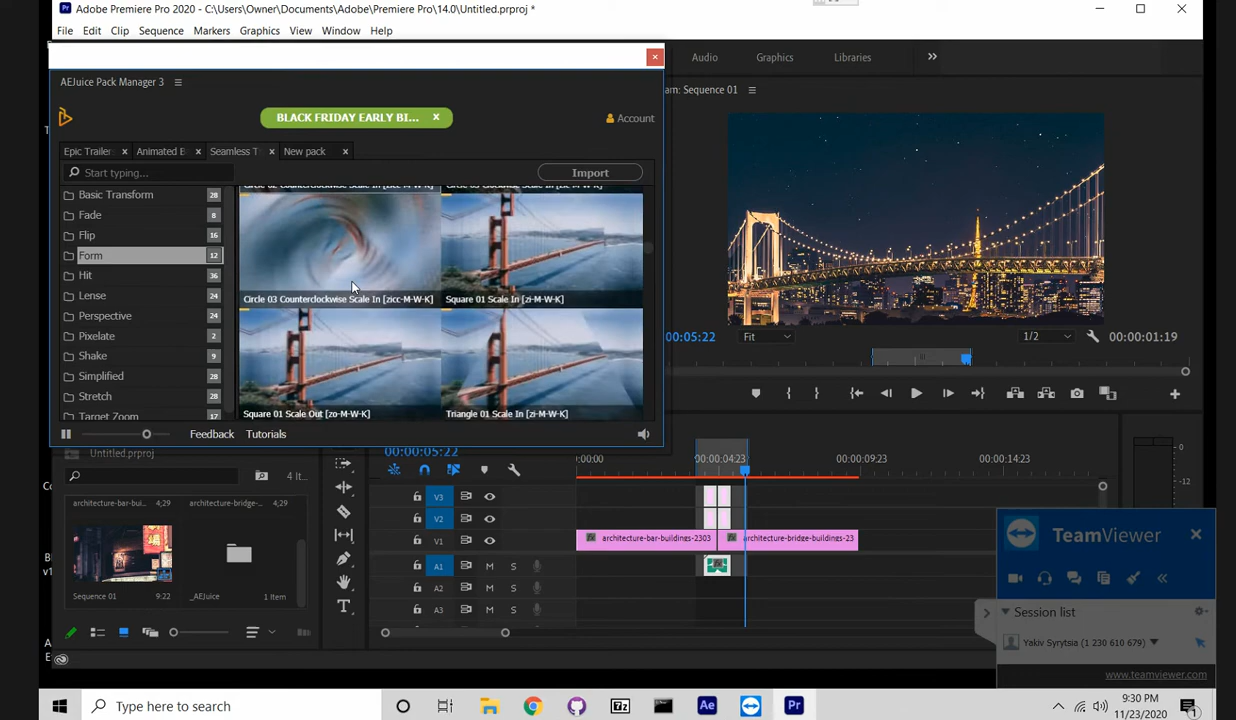 Adobe Premiere Pro 2020 - C:\Users\Owner\Documents\Adobe\Premiere Pro\14.0\Untitled.prproj *
File Edit Clip Sequence Markers Graphics View Window Help
Audio Graphics Libraries
AEJuice Pack Manager 3
am: Sequence 01
BLACK FRIDAY EARLY BI...
Account
Epic Trailer
Animated B
Seamless T
New pack
Start typing...
Import
Basic Transform 28
Fade 8
Flip 16
Form 12
Hit 36
Lense 24
Perspective 24
Pixelate 2
Shake 9
Simplified 28
Stretch 28
Target Zoom 17
Circle 02 Counterclockwise Scale In [zicc-M-W-K]
Circle 03 Counterclockwise Scale In [zicc-M-W-K]
Square 01 Scale In [zi-M-W-K]
Square 01 Scale Out [zo-M-W-K]
Triangle 01 Scale In [zi-M-W-K]
Feedback Tutorials
00:00:05:22
Fit
1/2
00:00:01:19
Untitled.prproj
4 It...
architecture-bar-bui... 4;29
architecture-bridge-... 4;29
Sequence 01 9:22
_AEJuice 1 Item
00:00:05:22
:00:00
00:00:04:23
00:00:09:23
00:00:14:23
V3
V2
V1
architecture-bar-buildings-2303
architecture-bridge-buildings-23
A1 M S
A2 M S
A3 M S
0
-12
TeamViewer
Session list
Yakiv Syrytsia (1 230 610 679)
www.teamviewer.com
Type here to search
9:30 PM
11/23/2020